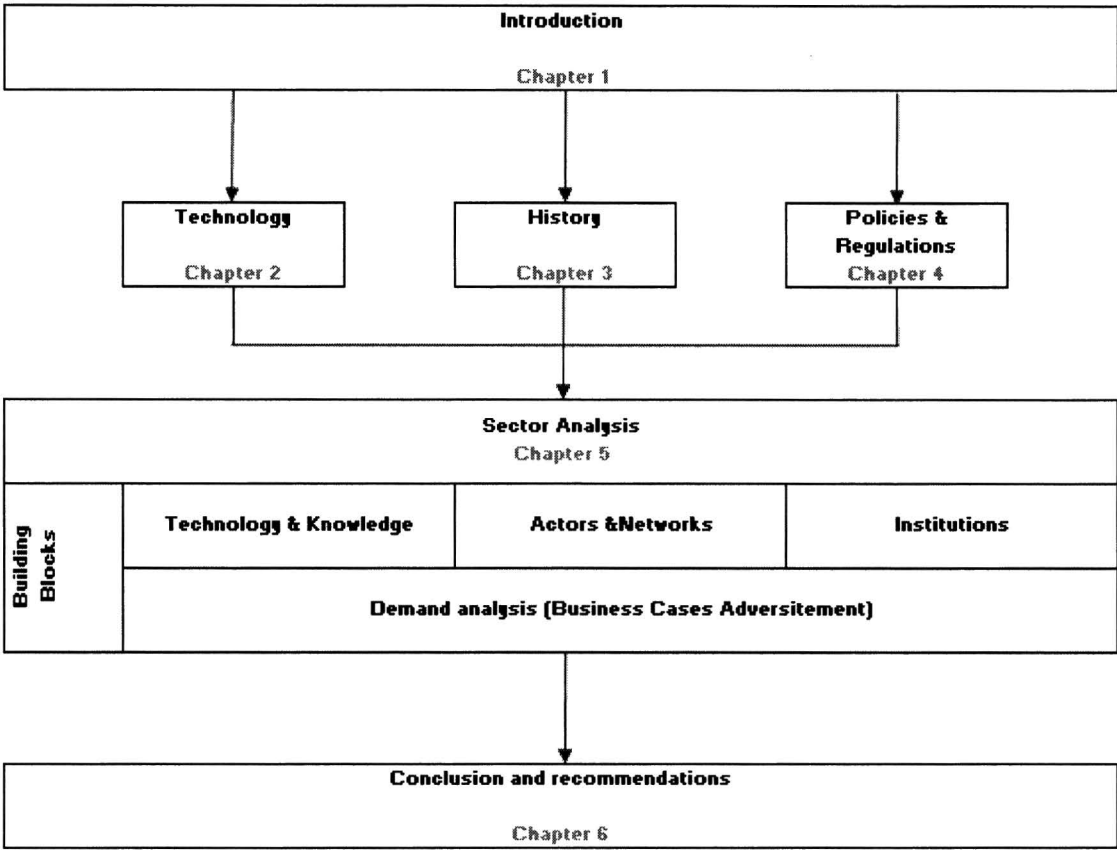 Introduction
Chapter 1
Technology
Chapter 2
History
Chapter 3
Policies &
Regulations
Chapter 4
Sector Analysis
Chapter 5
Building
Blocks
Technology & Knowledge
Actors &Networks
Institutions
Demand analysis (Business Cases Adversitement)
Conclusion and recommendations
Chapter 6